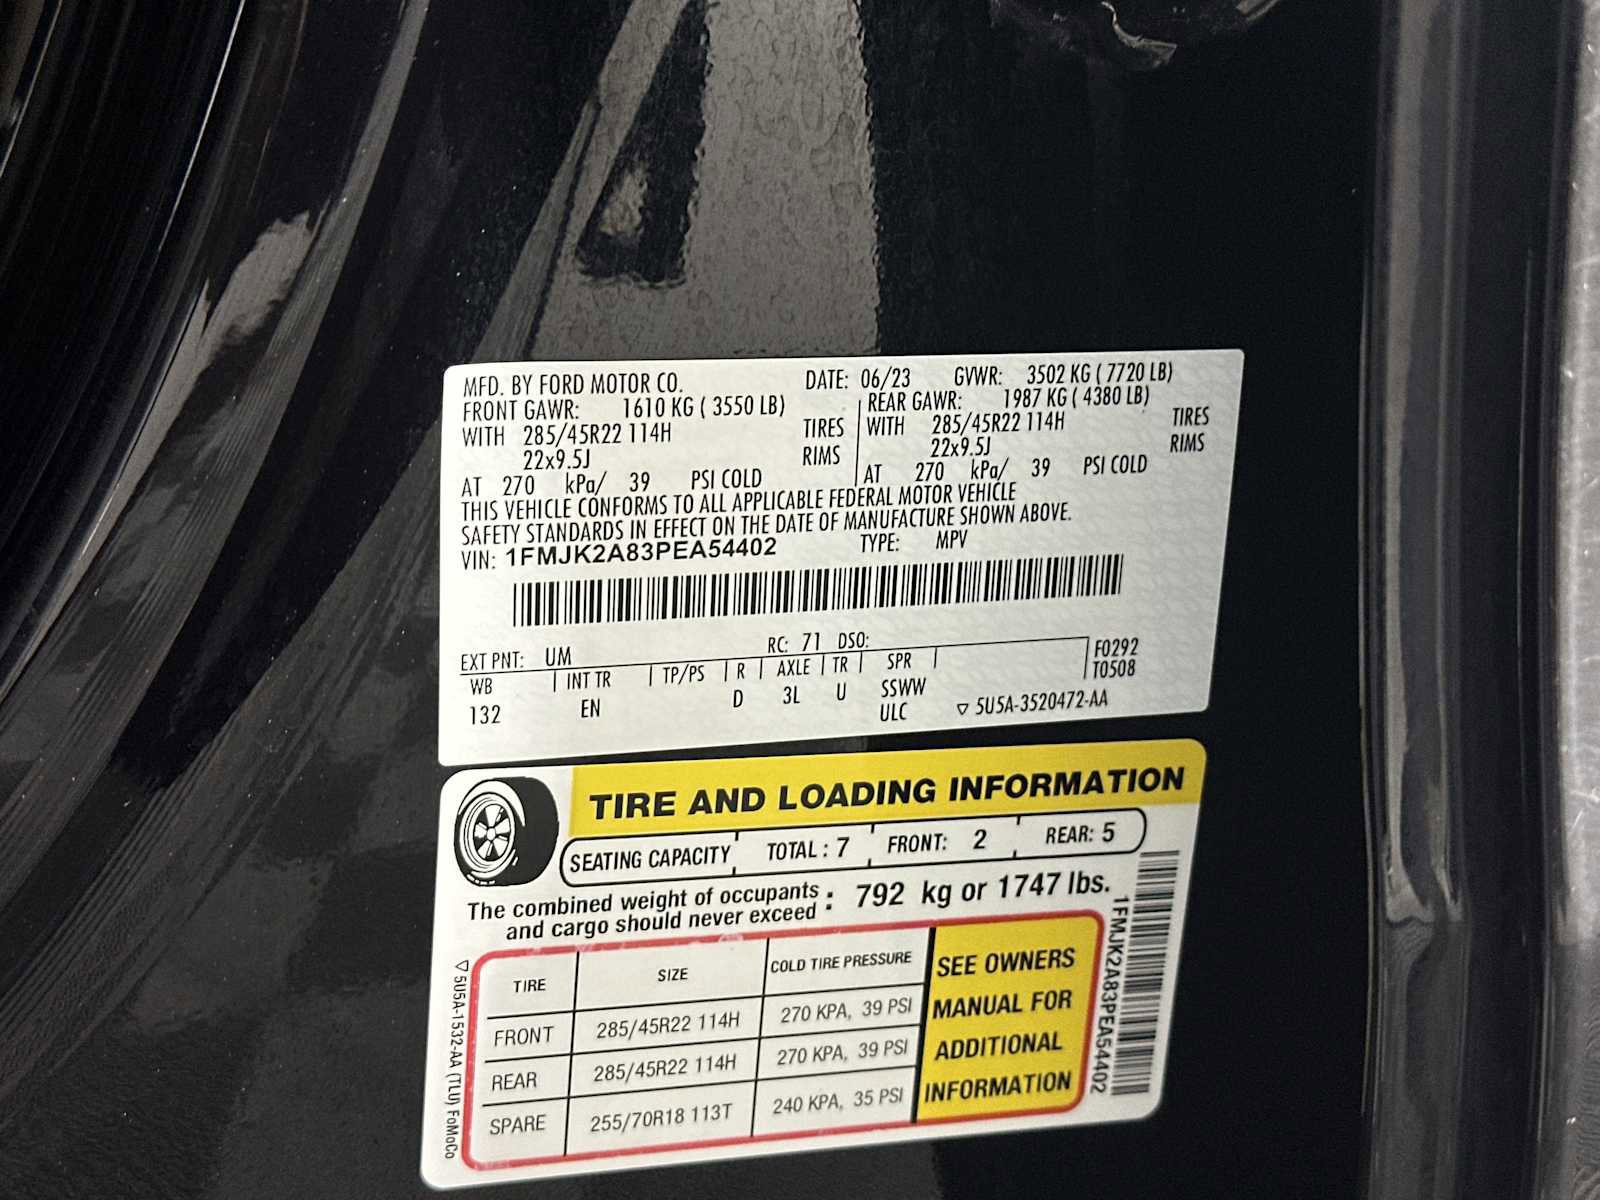 MFD. BY FORD MOTOR CO. DATE: 06/23 GVWR: 3502 KG ( 7720 LB)
FRONT GAWR: 1610 KG ( 3550 LB) REAR GAWR: 1987 KG ( 4380 LB)
WITH 285/45R22 114H TIRES WITH 285/45R22 114H TIRES
22x9.5J RIMS 22x9.5J RIMS
AT 270 kPa/ 39 PSI COLD AT 270 kPa/ 39 PSI COLD
THIS VEHICLE CONFORMS TO ALL APPLICABLE FEDERAL MOTOR VEHICLE
SAFETY STANDARDS IN EFFECT ON THE DATE OF MANUFACTURE SHOWN ABOVE.
VIN: 1FMJK2A83PEA54402 TYPE: MPV
EXT PNT: UM RC: 71 DSO: F0292
WB INT TR TP/PS R AXLE TR SPR T0508
132 EN D 3L U SSWW
ULC 5U5A-3520472-AA
TIRE AND LOADING INFORMATION
SEATING CAPACITY TOTAL : 7 FRONT: 2 REAR: 5
The combined weight of occupants and cargo should never exceed : 792 kg or 1747 lbs.
TIRE SIZE COLD TIRE PRESSURE
FRONT 285/45R22 114H 270 KPA, 39 PSI
REAR 285/45R22 114H 270 KPA, 39 PSI
SPARE 255/70R18 113T 240 KPA, 35 PSI
SEE OWNERS
MANUAL FOR
ADDITIONAL
INFORMATION
1FMJK2A83PEA54402
5U5A-1532-AA (TLU) FoMoCo